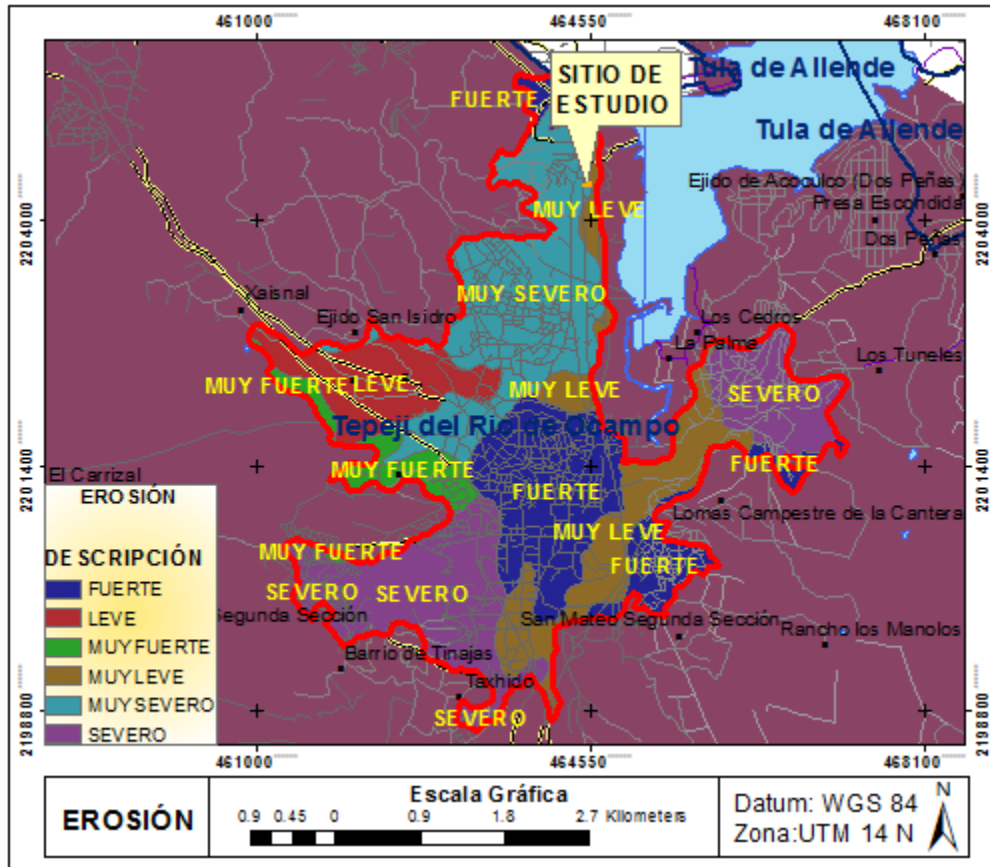 461000 464550 468100
SITIO DE
ESTUDIO
Tula de Allende
FUERTE
Tula de Allende
Ejido de Acoculco (Dos Peñas)
MUY LEVE
Presa Escondida
2204000 2204000
Dos Peñas
MUY SEVERO
Xaisnal
Ejido San Isidro
Los Cedros
La Palma
Los Tuneles
MUY FUERTE LEVE
MUY LEVE
SEVERO
Tepeji del Rio de Ocampo
MUY FUERTE
FUERTE
2201400 2201400
El Carrizal
FUERTE
Lomas Campestre de la Cantera
MUY LEVE
MUY FUERTE
FUERTE
SEVERO
SEVERO
Segunda Sección
San Mateo Segunda Sección
Rancho los Manolos
Barrio de Tinajas
Taxhido
SEVERO
2198800 2198800
EROSIÓN
DESCRIPCIÓN
FUERTE
LEVE
MUY FUERTE
MUY LEVE
MUY SEVERO
SEVERO
461000 464550 468100
EROSIÓN
Escala Gráfica
0.9 0.45 0 0.9 1.8 2.7 Kilometers
Datum: WGS 84
Zona:UTM 14 N
N